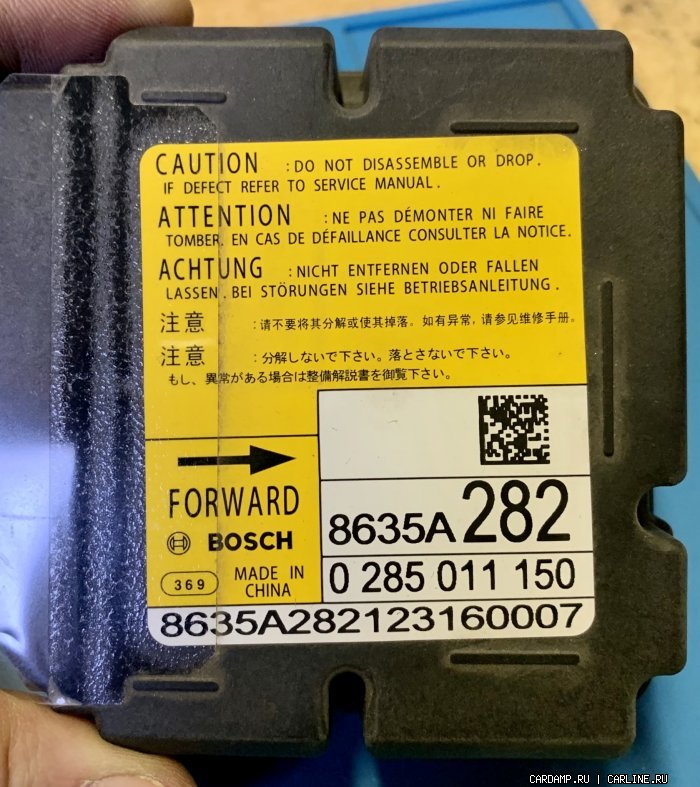 CAUTION : DO NOT DISASSEMBLE OR DROP.
IF DEFECT REFER TO SERVICE MANUAL.
ATTENTION : NE PAS DÉMONTER NI FAIRE
TOMBER. EN CAS DE DÉFAILLANCE CONSULTER LA NOTICE.
ACHTUNG : NICHT ENTFERNEN ODER FALLEN
LASSEN. BEI STÖRUNGEN SIEHE BETRIEBSANLEITUNG.
注意 : 请不要将其分解或使其掉落。如有异常，请参见维修手册.
注意 : 分解しないで下さい。落とさないで下さい。
もし、異常がある場合は整備解説書を御覧下さい。
FORWARD
BOSCH
369
MADE IN
CHINA
8635A282
0 285 011 150
8635A282123160007
CARDAMP.RU | CARLINE.RU